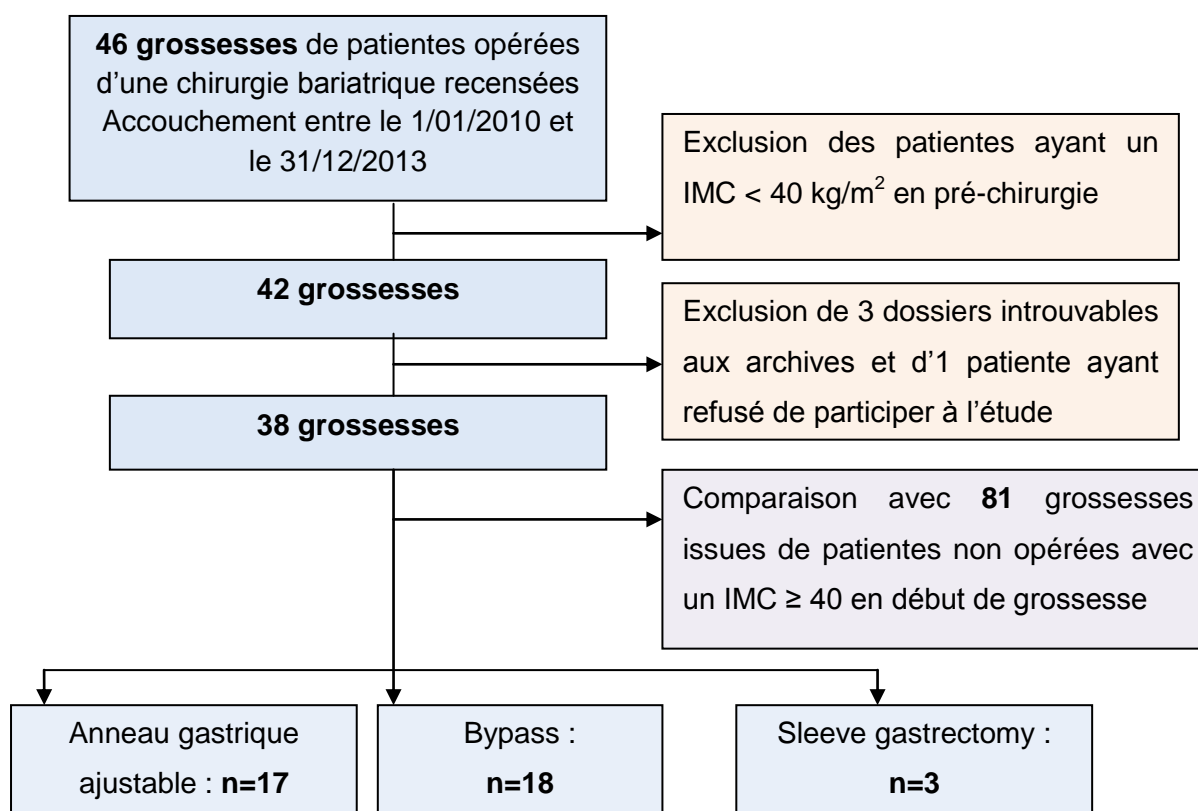 46 grossesses de patientes opérées
d’une chirurgie bariatrique recensées
Accouchement entre le 1/01/2010 et
le 31/12/2013
Exclusion des patientes ayant un
IMC < 40 kg/m² en pré-chirurgie
42 grossesses
Exclusion de 3 dossiers introuvables
aux archives et d’1 patiente ayant
refusé de participer à l’étude
38 grossesses
Comparaison avec 81 grossesses
issues de patientes non opérées avec
un IMC ≥ 40 en début de grossesse
Anneau gastrique
ajustable : n=17
Bypass :
n=18
Sleeve gastrectomy :
n=3